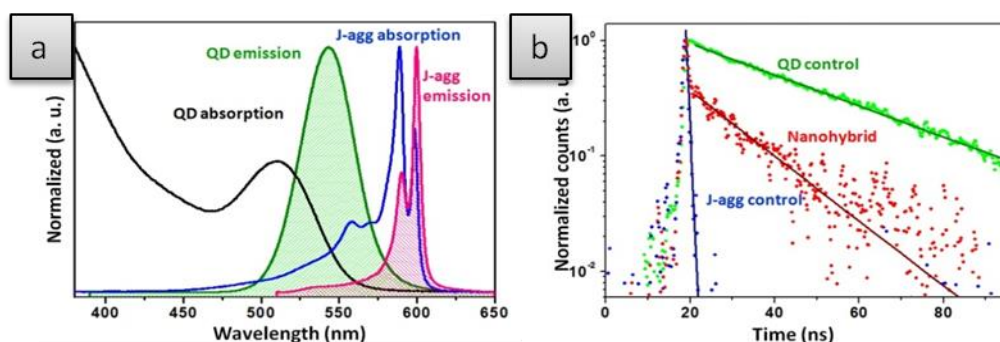 a
QD emission
J-agg absorption
J-agg
emission
QD absorption
Normalized (a. u.)
400 450 500 550 600 650
Wavelength (nm)
b
QD control
Nanohybrid
J-agg control
Normalized counts (a. u.)
10⁰
10⁻¹
10⁻²
0 20 40 60 80
Time (ns)